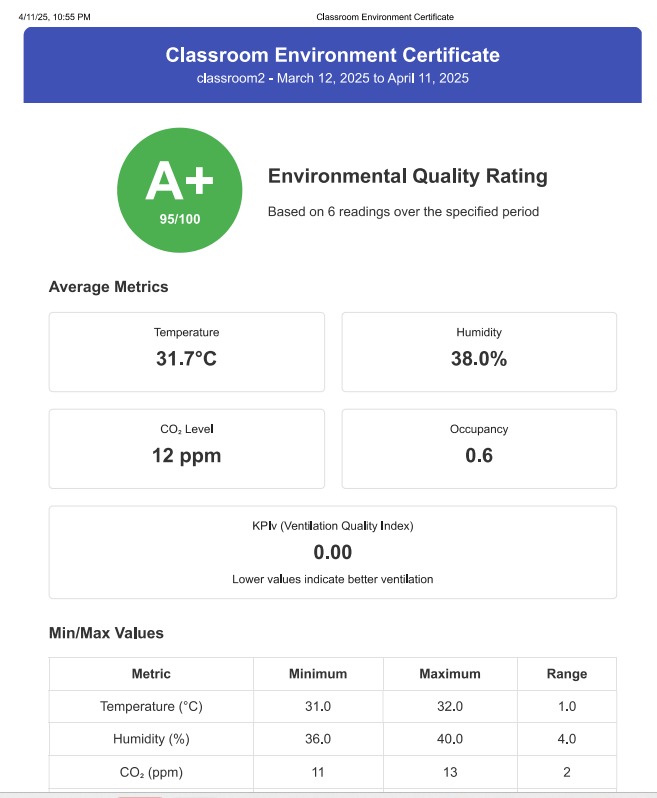 4/11/25, 10:55 PM Classroom Environment Certificate
Classroom Environment Certificate
classroom2 - March 12, 2025 to April 11, 2025
A+
95/100
Environmental Quality Rating
Based on 6 readings over the specified period
Average Metrics
Temperature
31.7°C
Humidity
38.0%
CO₂ Level
12 ppm
Occupancy
0.6
KPIv (Ventilation Quality Index)
0.00
Lower values indicate better ventilation
Min/Max Values
Metric Minimum Maximum Range
Temperature (°C) 31.0 32.0 1.0
Humidity (%) 36.0 40.0 4.0
CO₂ (ppm) 11 13 2